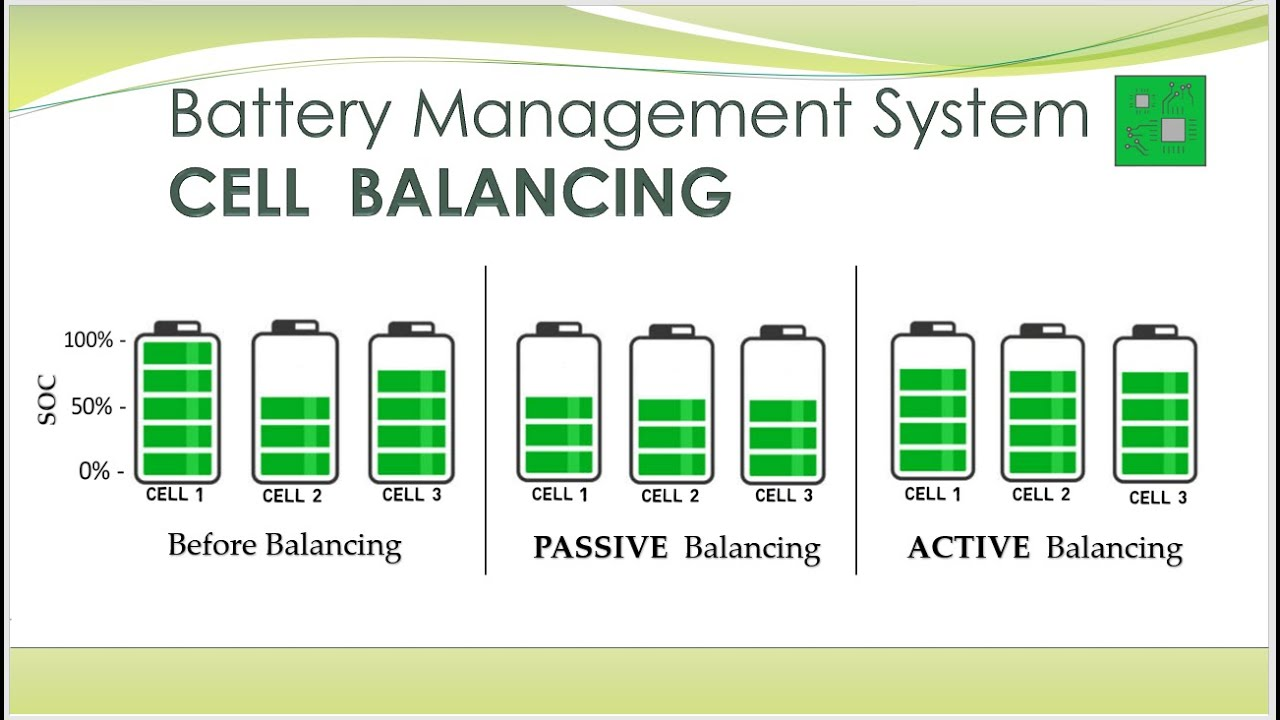 Battery Management System
CELL BALANCING
100% -
SOC
50% -
0% -
CELL 1
CELL 2
CELL 3
Before Balancing
CELL 1
CELL 2
CELL 3
PASSIVE Balancing
CELL 1
CELL 2
CELL 3
ACTIVE Balancing